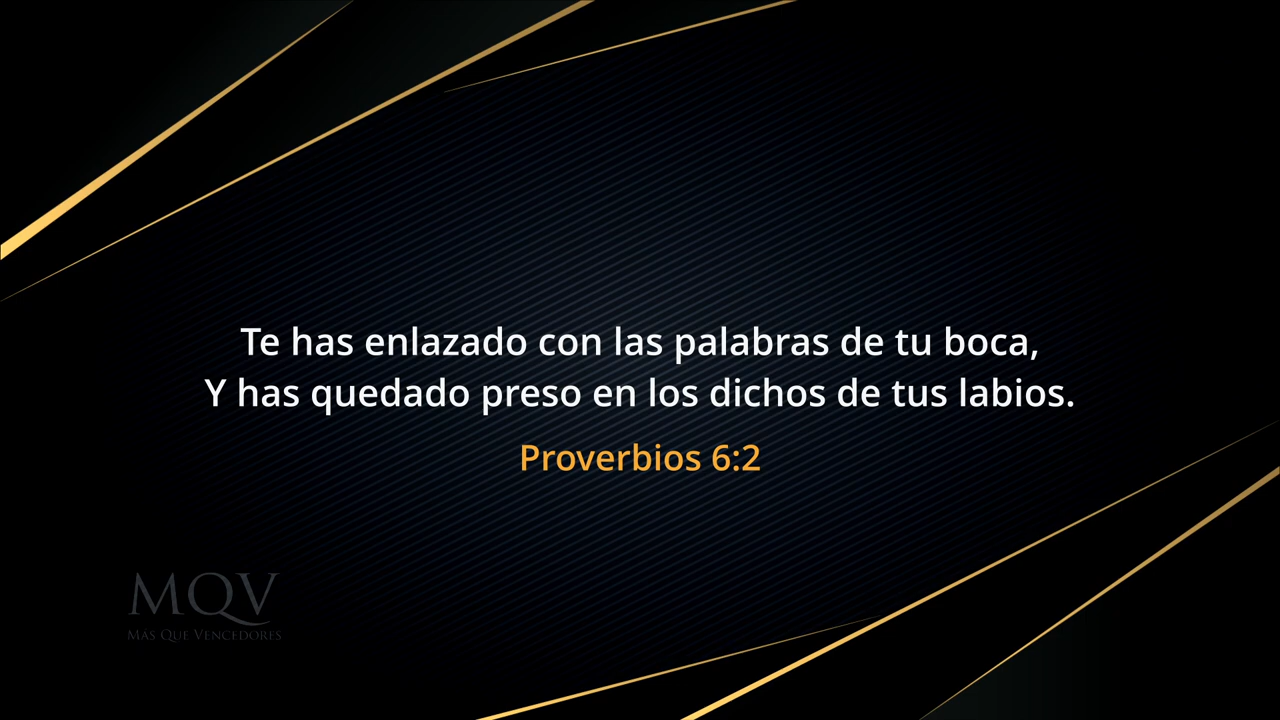 Te has enlazado con las palabras de tu boca,
Y has quedado preso en los dichos de tus labios.
Proverbios 6:2
MQV
Más Que Vencedores